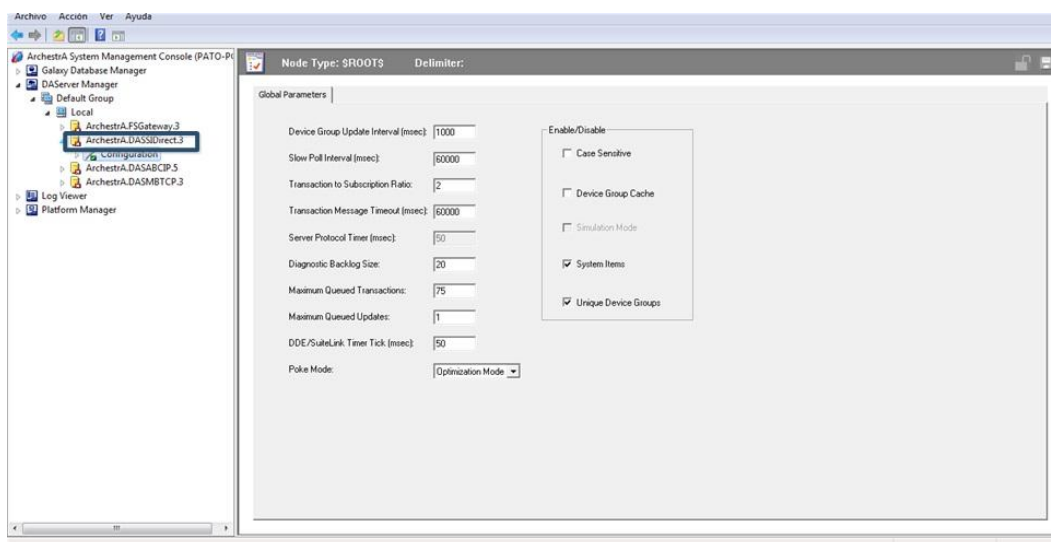 Archivo Acción Ver Ayuda
ArchestrA System Management Console (PATO-P
Galaxy Database Manager
DAServer Manager
Default Group
Local
ArchestrA.FSGateway.3
ArchestrA.DASSIDirect.3
Configuration
ArchestrA.DASABCIP.5
ArchestrA.DASMBTCP.3
Log Viewer
Platform Manager
Node Type: $ROOT$ Delimiter:
Global Parameters
Device Group Update Interval (msec): 1000
Slow Poll Interval (msec): 60000
Transaction to Subscription Ratio: 2
Transaction Message Timeout (msec): 60000
Server Protocol Timer (msec): 50
Diagnostic Backlog Size: 20
Maximum Queued Transactions: 75
Maximum Queued Updates: 1
DDE/SuiteLink Timer Tick (msec): 50
Poke Mode: Optimization Mode
Enable/Disable
Case Sensitive
Device Group Cache
Simulation Mode
System Items
Unique Device Groups